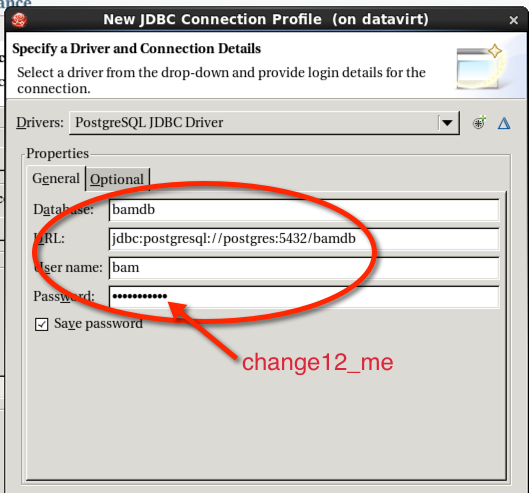 ance
New JDBC Connection Profile (on datavirt)
Specify a Driver and Connection Details
Select a driver from the drop-down and provide login details for the
connection.
Drivers: PostgreSQL JDBC Driver
Properties
General Optional
Database: bamdb
URL: jdbc:postgresql://postgres:5432/bamdb
User name: bam
Password: •••••••••••
Save password
change12_me